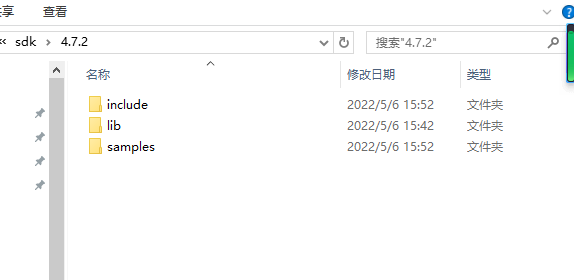 享 查看
sdk 4.7.2 搜索"4.7.2"
名称 修改日期 类型
include 2022/5/6 15:52 文件夹
lib 2022/5/6 15:42 文件夹
samples 2022/5/6 15:52 文件夹